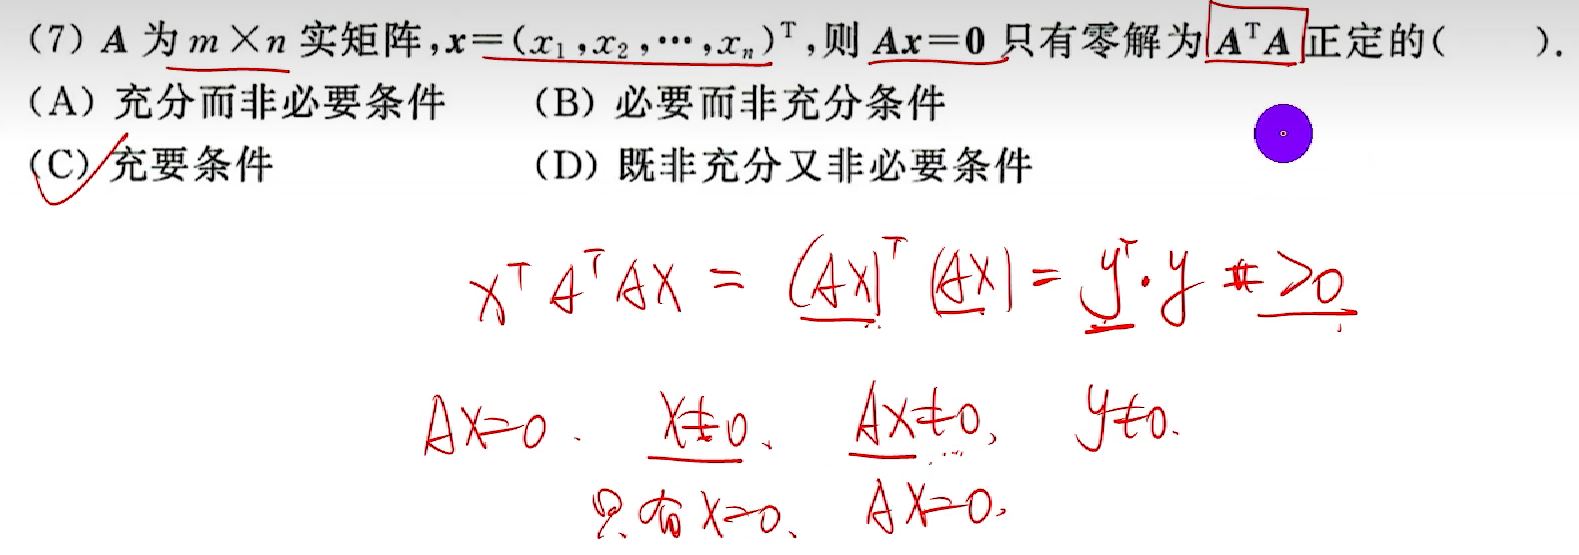 (7) A 为 m×n 实矩阵,x=(x₁,x₂,⋯,xₙ)ᵀ,则 Ax=0 只有零解为 AᵀA 正定的(　　).
(A) 充分而非必要条件 (B) 必要而非充分条件
(C) 充要条件 (D) 既非充分又非必要条件
xᵀAᵀAx = (Ax)ᵀ(Ax) = yᵀ·y >0
Ax=0. x≠0、 Ax≠0, y≠0.
只有x=0、 Ax=0.